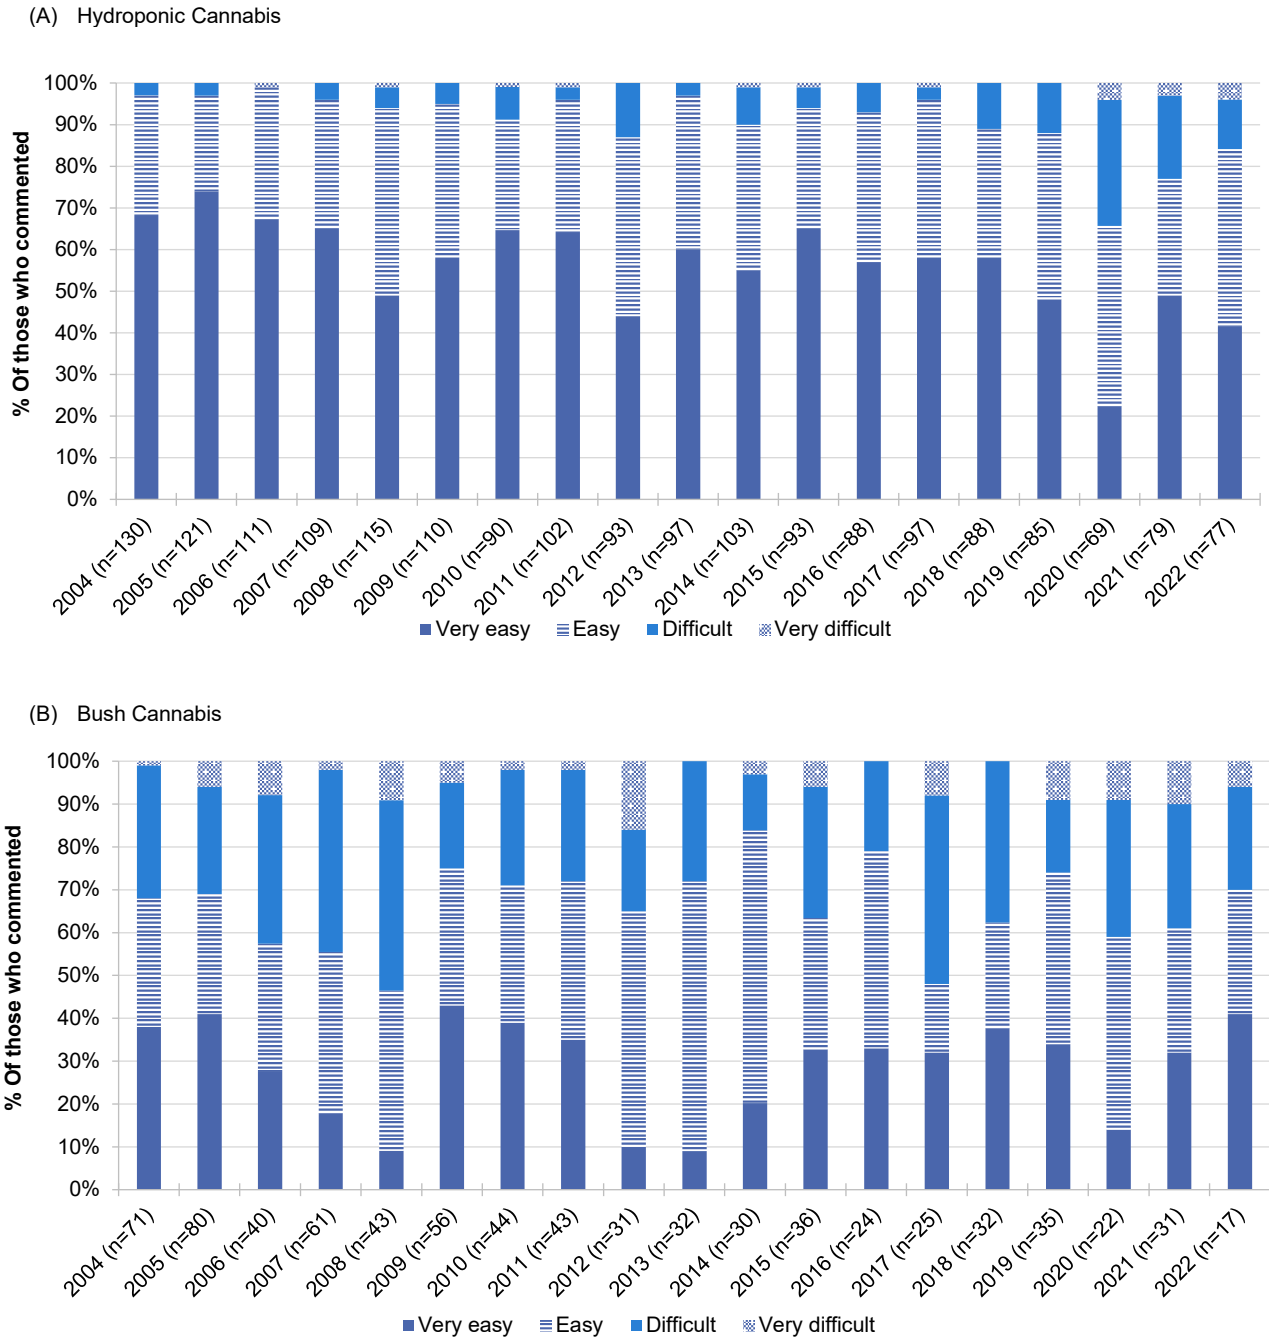 (A) Hydroponic Cannabis
% Of those who commented
100%
90%
80%
70%
60%
50%
40%
30%
20%
10%
0%
2004 (n=130)
2005 (n=121)
2006 (n=111)
2007 (n=109)
2008 (n=115)
2009 (n=110)
2010 (n=90)
2011 (n=102)
2012 (n=93)
2013 (n=97)
2014 (n=103)
2015 (n=93)
2016 (n=88)
2017 (n=97)
2018 (n=88)
2019 (n=85)
2020 (n=69)
2021 (n=79)
2022 (n=77)
Very easy Easy Difficult Very difficult
(B) Bush Cannabis
% Of those who commented
100%
90%
80%
70%
60%
50%
40%
30%
20%
10%
0%
2004 (n=71)
2005 (n=80)
2006 (n=40)
2007 (n=61)
2008 (n=43)
2009 (n=56)
2010 (n=44)
2011 (n=43)
2012 (n=31)
2013 (n=32)
2014 (n=30)
2015 (n=36)
2016 (n=24)
2017 (n=25)
2018 (n=32)
2019 (n=35)
2020 (n=22)
2021 (n=31)
2022 (n=17)
Very easy Easy Difficult Very difficult